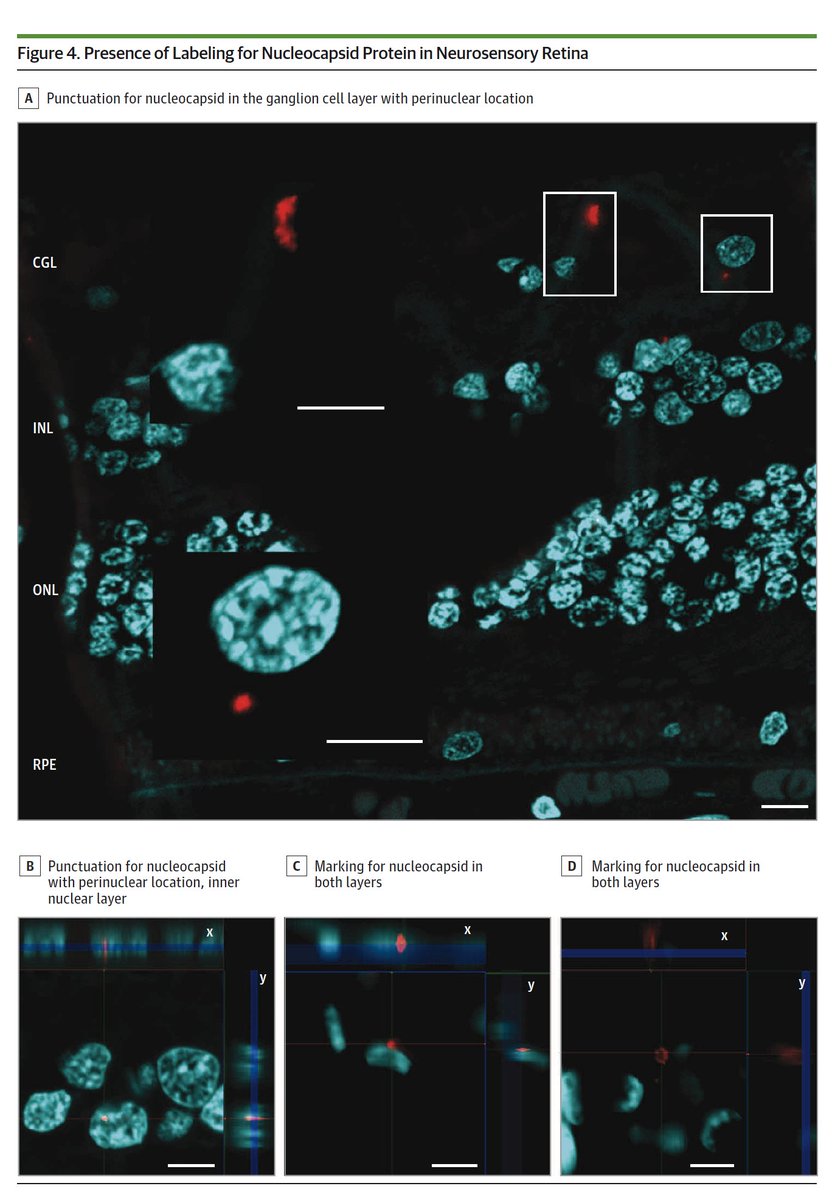 Figure 4. Presence of Labeling for Nucleocapsid Protein in Neurosensory Retina
A Punctuation for nucleocapsid in the ganglion cell layer with perinuclear location
CGL
INL
ONL
RPE
B Punctuation for nucleocapsid
with perinuclear location, inner
nuclear layer
x
y
C Marking for nucleocapsid in
both layers
x
y
D Marking for nucleocapsid in
both layers
x
y